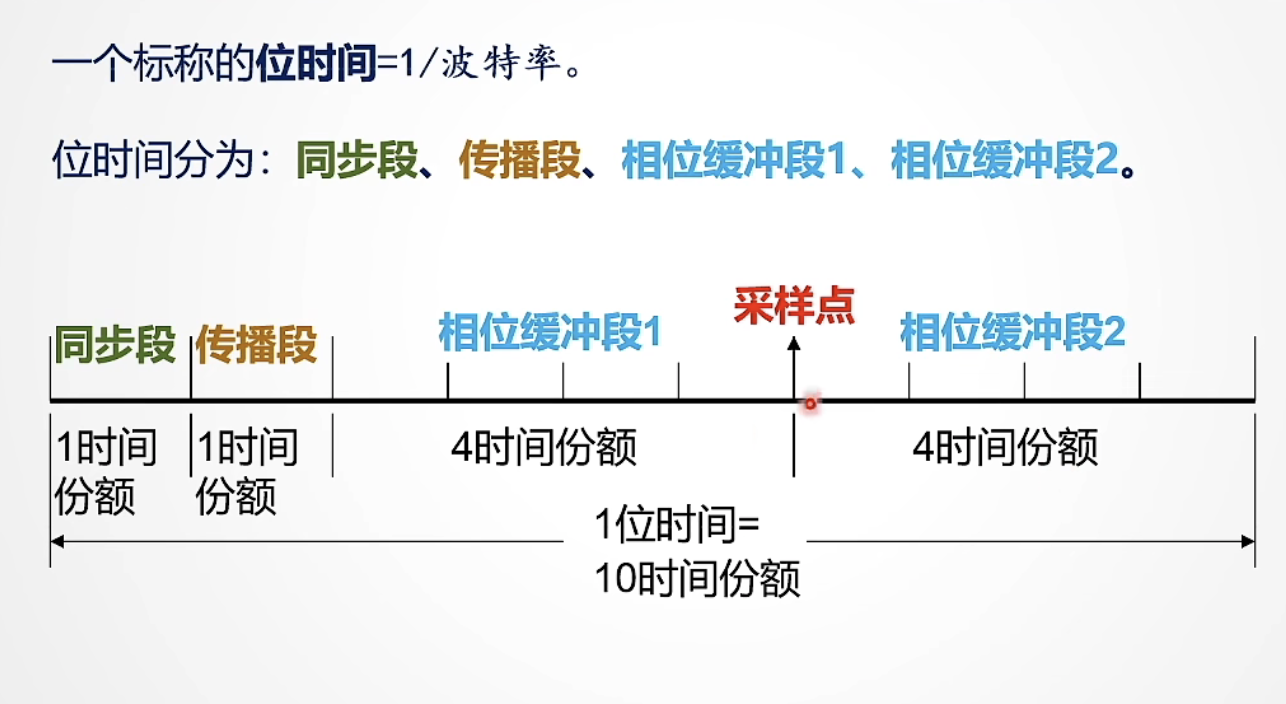 一个标称的位时间=1/波特率。
位时间分为：同步段、传播段、相位缓冲段1、相位缓冲段2。
采样点
同步段 传播段 相位缓冲段1 相位缓冲段2
1时间 1时间 4时间份额 4时间份额
份额 份额
1位时间=
10时间份额